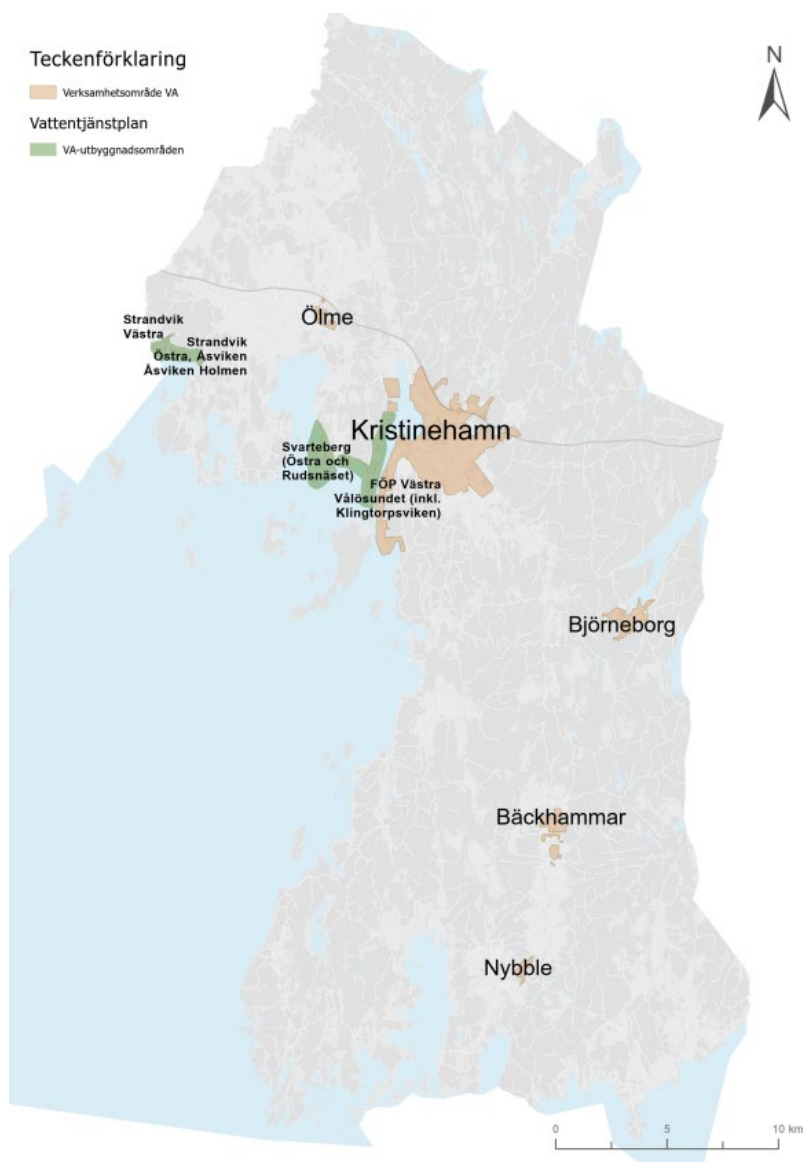 Teckenförklaring
Verksamhetsområde VA
Vattentjänstplan
VA-utbyggnadsområden
N
Strandvik
Västra
Strandvik
Östra, Åsviken
Åsviken Holmen
Ölme
Kristinehamn
Svarteberg
(Östra och
Rudsnäset)
FÖP Västra
Vålösundet (inkl.
Klingtorpsviken)
Björneborg
Bäckhammar
Nybble
0 5 10 km